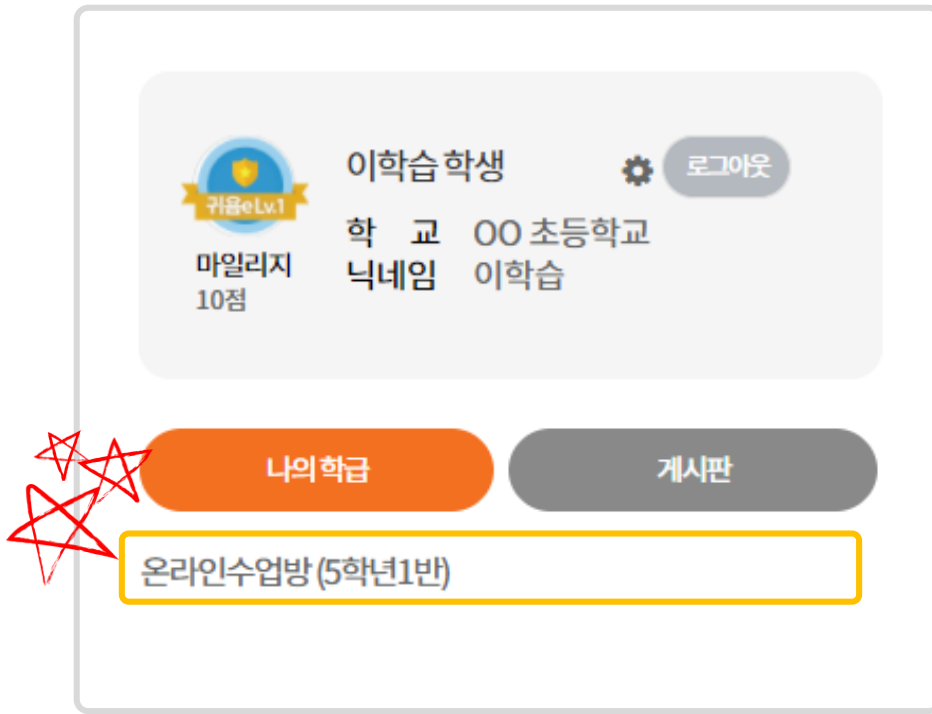 이학습 학생
로그아웃
귀욤eLv.1
학 교 OO 초등학교
마일리지
닉네임 이학습
10점
나의 학급
게시판
온라인수업방 (5학년1반)